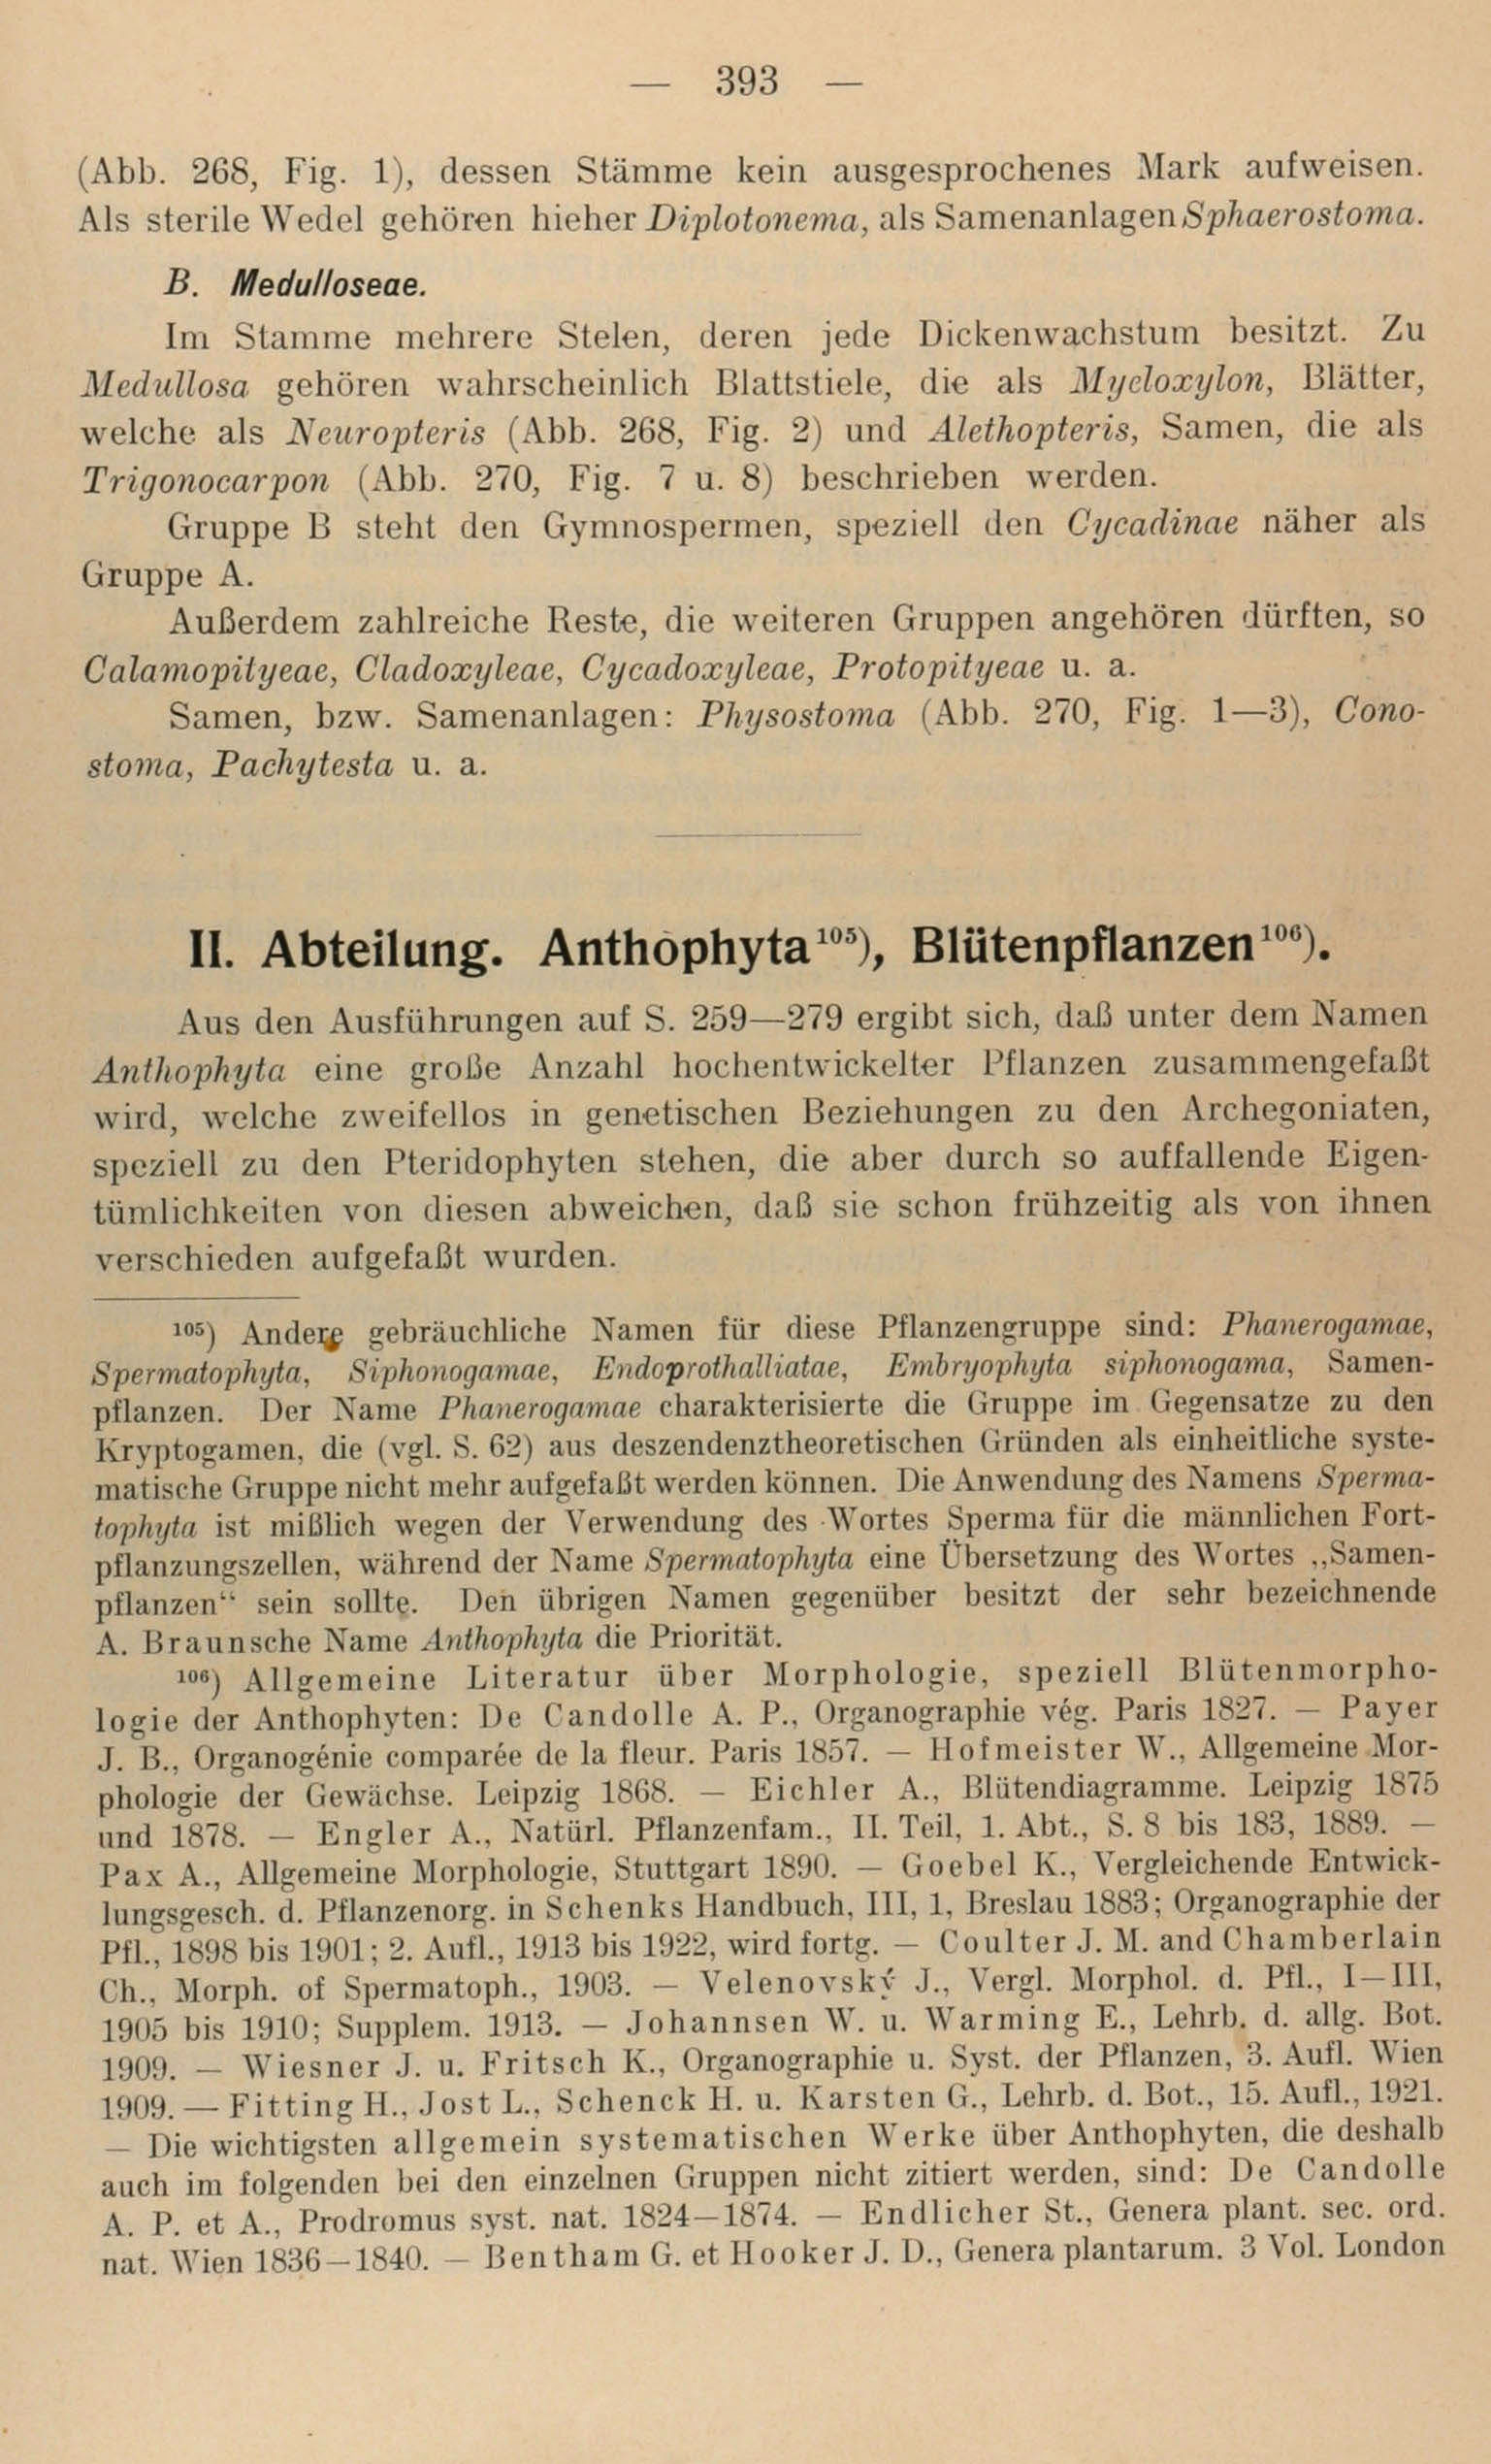 — 393 —
(Abb. 268, Fig. 1), dessen Stämme kein ausgesprochenes Mark aufweisen.
Als sterile Wedel gehören hieher Diplotonema, als Samenanlagen Sphaerostoma.
B. Medulloseae.
Im Stamme mehrere Stelen, deren jede Dickenwachstum besitzt. Zu
Medullosa gehören wahrscheinlich Blattstiele, die als Myeloxylon, Blätter,
welche als Neuropteris (Abb. 268, Fig. 2) und Alethopteris, Samen, die als
Trigonocarpon (Abb. 270, Fig. 7 u. 8) beschrieben werden.
Gruppe B steht den Gymnospermen, speziell den Cycadinae näher als
Gruppe A.
Außerdem zahlreiche Reste, die weiteren Gruppen angehören dürften, so
Calamopityeae, Cladoxyleae, Cycadoxyleae, Protopityeae u. a.
Samen, bzw. Samenanlagen: Physostoma (Abb. 270, Fig. 1—3), Cono-
stoma, Pachytesta u. a.
II. Abteilung. Anthophyta¹⁰⁵), Blütenpflanzen¹⁰⁶).
Aus den Ausführungen auf S. 259—279 ergibt sich, daß unter dem Namen
Anthophyta eine große Anzahl hochentwickelter Pflanzen zusammengefaßt
wird, welche zweifellos in genetischen Beziehungen zu den Archegoniaten,
speziell zu den Pteridophyten stehen, die aber durch so auffallende Eigen-
tümlichkeiten von diesen abweichen, daß sie schon frühzeitig als von ihnen
verschieden aufgefaßt wurden.
¹⁰⁵) Andere gebräuchliche Namen für diese Pflanzengruppe sind: Phanerogamae,
Spermatophyta, Siphonogamae, Endoprothalliatae, Embryophyta siphonogama, Samen-
pflanzen. Der Name Phanerogamae charakterisierte die Gruppe im Gegensatze zu den
Kryptogamen, die (vgl. S. 62) aus deszendenztheoretischen Gründen als einheitliche syste-
matische Gruppe nicht mehr aufgefaßt werden können. Die Anwendung des Namens Sperma-
tophyta ist mißlich wegen der Verwendung des Wortes Sperma für die männlichen Fort-
pflanzungszellen, während der Name Spermatophyta eine Übersetzung des Wortes „Samen-
pflanzen“ sein sollte. Den übrigen Namen gegenüber besitzt der sehr bezeichnende
A. Braunsche Name Anthophyta die Priorität.
¹⁰⁶) Allgemeine Literatur über Morphologie, speziell Blütenmorpho-
logie der Anthophyten: De Candolle A. P., Organographie vég. Paris 1827. — Payer
J. B., Organogénie comparée de la fleur. Paris 1857. — Hofmeister W., Allgemeine Mor-
phologie der Gewächse. Leipzig 1868. — Eichler A., Blütendiagramme. Leipzig 1875
und 1878. — Engler A., Natürl. Pflanzenfam., II. Teil, 1. Abt., S. 8 bis 183, 1889. —
Pax A., Allgemeine Morphologie, Stuttgart 1890. — Goebel K., Vergleichende Entwick-
lungsgesch. d. Pflanzenorg. in Schenks Handbuch, III, 1, Breslau 1883; Organographie der
Pfl., 1898 bis 1901; 2. Aufl., 1913 bis 1922, wird fortg. — Coulter J. M. and Chamberlain
Ch., Morph. of Spermatoph., 1903. — Velenovský J., Vergl. Morphol. d. Pfl., I—III,
1905 bis 1910; Supplem. 1913. — Johannsen W. u. Warming E., Lehrb. d. allg. Bot.
1909. — Wiesner J. u. Fritsch K., Organographie u. Syst. der Pflanzen, 3. Aufl. Wien
1909. — Fitting H., Jost L., Schenck H. u. Karsten G., Lehrb. d. Bot., 15. Aufl., 1921.
— Die wichtigsten allgemein systematischen Werke über Anthophyten, die deshalb
auch im folgenden bei den einzelnen Gruppen nicht zitiert werden, sind: De Candolle
A. P. et A., Prodromus syst. nat. 1824—1874. — Endlicher St., Genera plant. sec. ord.
nat. Wien 1836—1840. — Bentham G. et Hooker J. D., Genera plantarum. 3 Vol. London